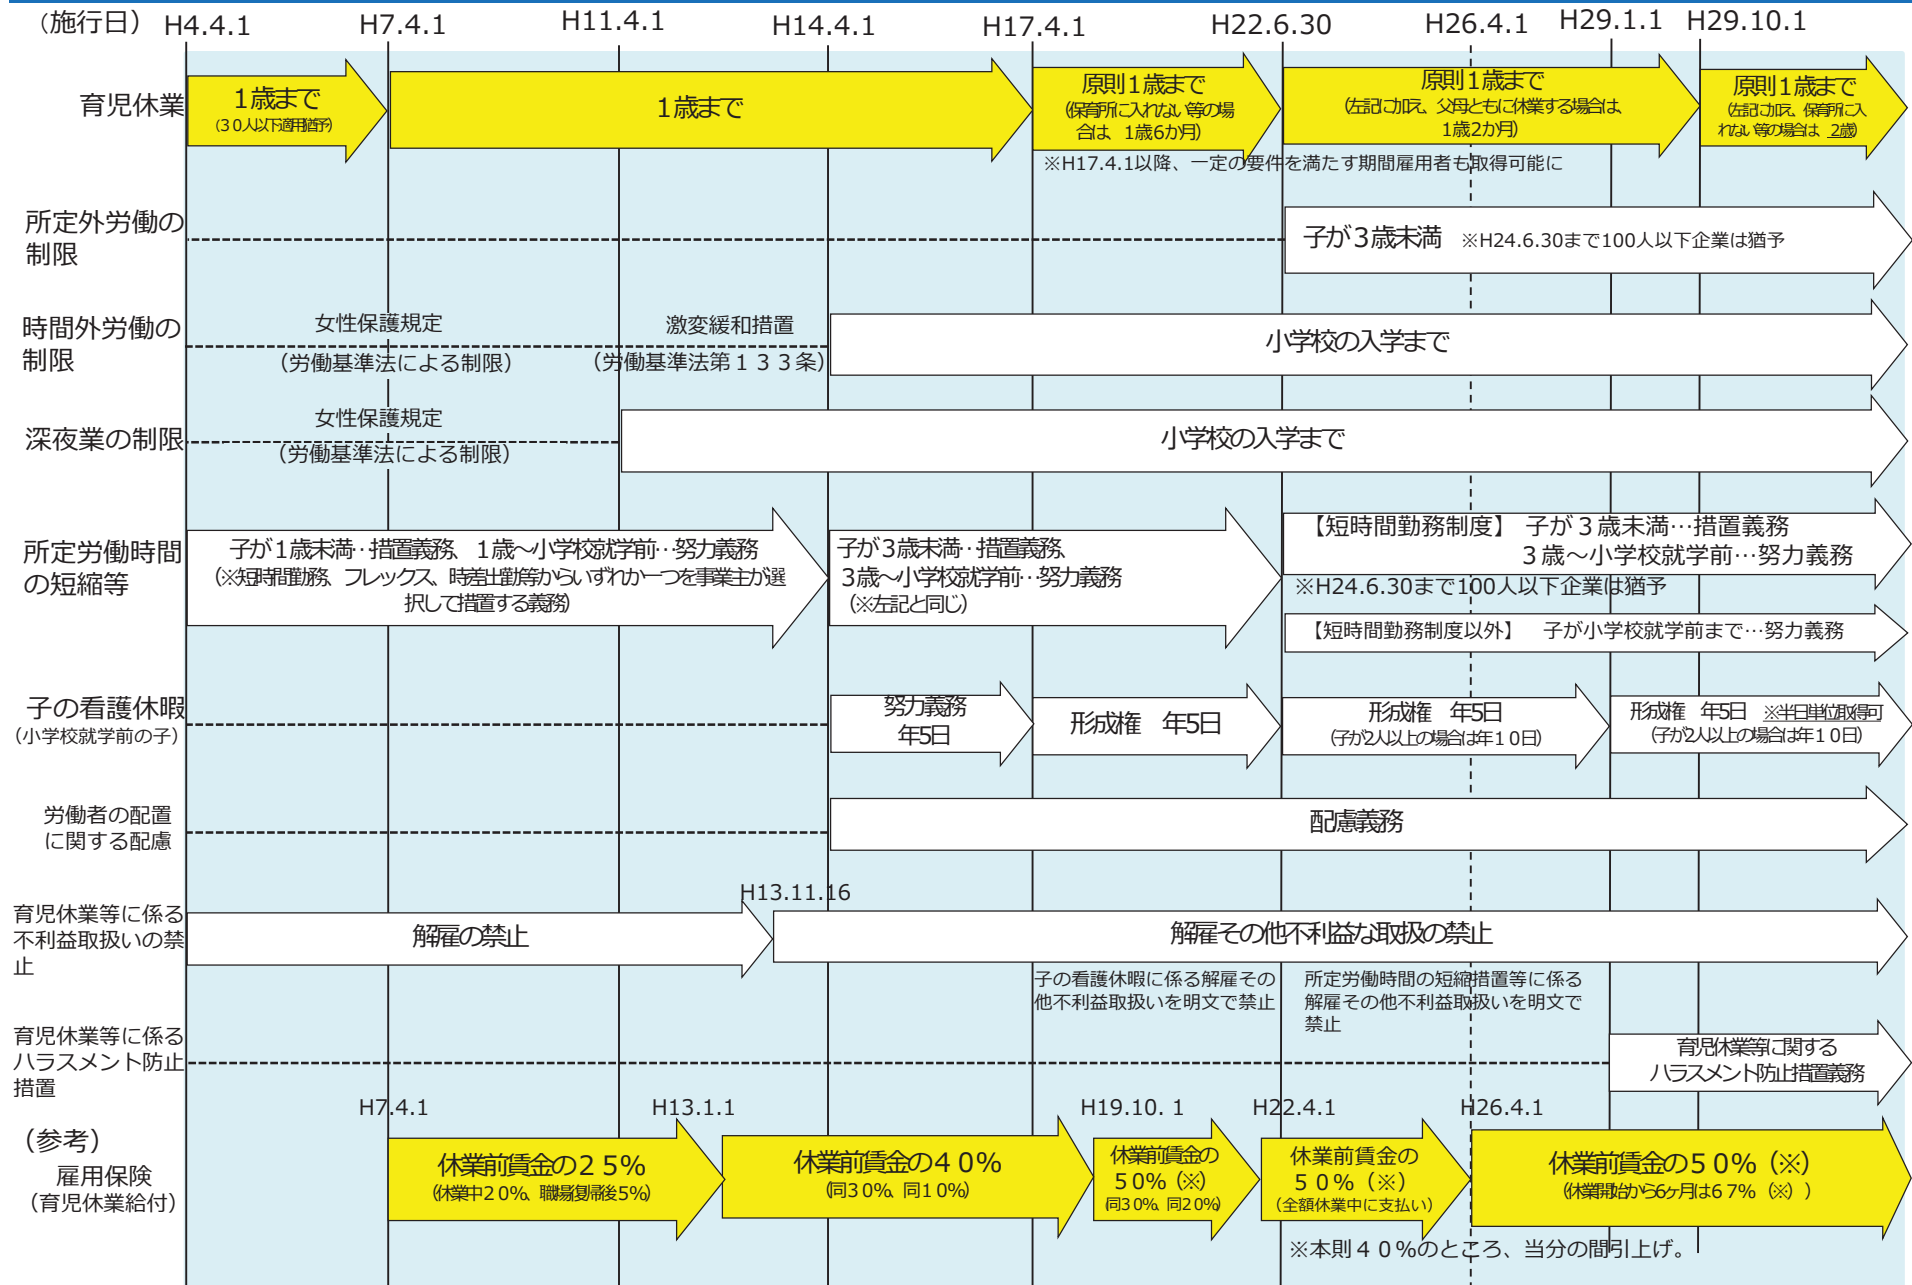 （施行日）
H4.4.1
H7.4.1
H11.4.1
H14.4.1
H17.4.1
H22.6.30
H26.4.1
H29.1.1
H29.10.1
育児休業
１歳まで
（３０人以下適用猶予）
１歳まで
原則１歳まで
（保育所に入れない等の場
合は、１歳６か月）
原則１歳まで
（左記に加え、父母ともに休業する場合は、
１歳２か月）
原則１歳まで
（左記に加え、保育所に入
れない等の場合は、２歳）
※H17.4.1以降、一定の要件を満たす期間雇用者も取得可能に
所定外労働の
制限
子が３歳未満　※H24.6.30まで100人以下企業は猶予
時間外労働の
制限
女性保護規定
（労働基準法による制限）
激変緩和措置
（労働基準法第１３３条）
小学校の入学まで
深夜業の制限
女性保護規定
（労働基準法による制限）
小学校の入学まで
所定労働時間
の短縮等
子が１歳未満…措置義務、１歳～小学校就学前…努力義務
（※短時間勤務、フレックス、時差出勤等からいずれか一つを事業主が選
択して措置する義務）
子が３歳未満…措置義務、
３歳～小学校就学前…努力義務
（※左記と同じ）
【短時間勤務制度】 子が３歳未満…措置義務
３歳～小学校就学前…努力義務
※H24.6.30まで100人以下企業は猶予
【短時間勤務制度以外】　子が小学校就学前まで…努力義務
子の看護休暇
（小学校就学前の子）
努力義務
年5日
形成権　年5日
形成権　年5日
（子が2人以上の場合は年１０日）
形成権　年5日　※半日単位取得可
（子が2人以上の場合は年１０日）
労働者の配置
に関する配慮
配慮義務
H13.11.16
育児休業等に係る
不利益取扱いの禁
止
解雇の禁止
解雇その他不利益な取扱の禁止
子の看護休暇に係る解雇その
他不利益取扱いを明文で禁止
所定労働時間の短縮措置等に係る
解雇その他不利益取扱いを明文で
禁止
育児休業等に係る
ハラスメント防止
措置
育児休業等に関する
ハラスメント防止措置義務
H7.4.1
H13.1.1
H19.10. 1
H22.4.1
H26.4.1
（参考）
雇用保険
（育児休業給付）
休業前賃金の２５%
（休業中２０%、職場復帰後５%）
休業前賃金の４０%
（同３０%、同１０%）
休業前賃金の
５０%（※）
（同３０%、同２０%）
休業前賃金の
５０%（※）
（全額休業中に支払い）
休業前賃金の５０%（※）
（休業開始から6ヶ月は６７%（※））
※本則４０%のところ、当分の間引上げ。